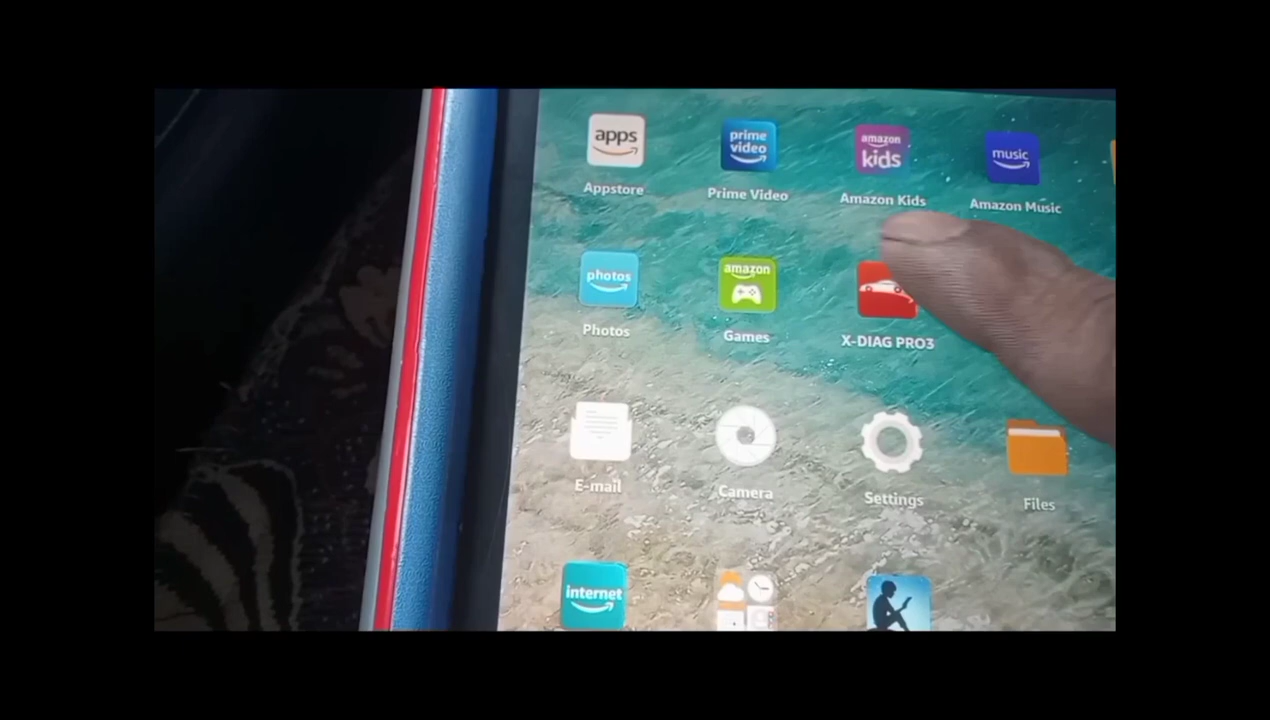 apps
prime
video
amazon
kids
music
Appstore
Prime Video
Amazon Kids
Amazon Music
photos
amazon
Photos
Games
X-DIAG PRO3
E-mail
Camera
Settings
Files
internet